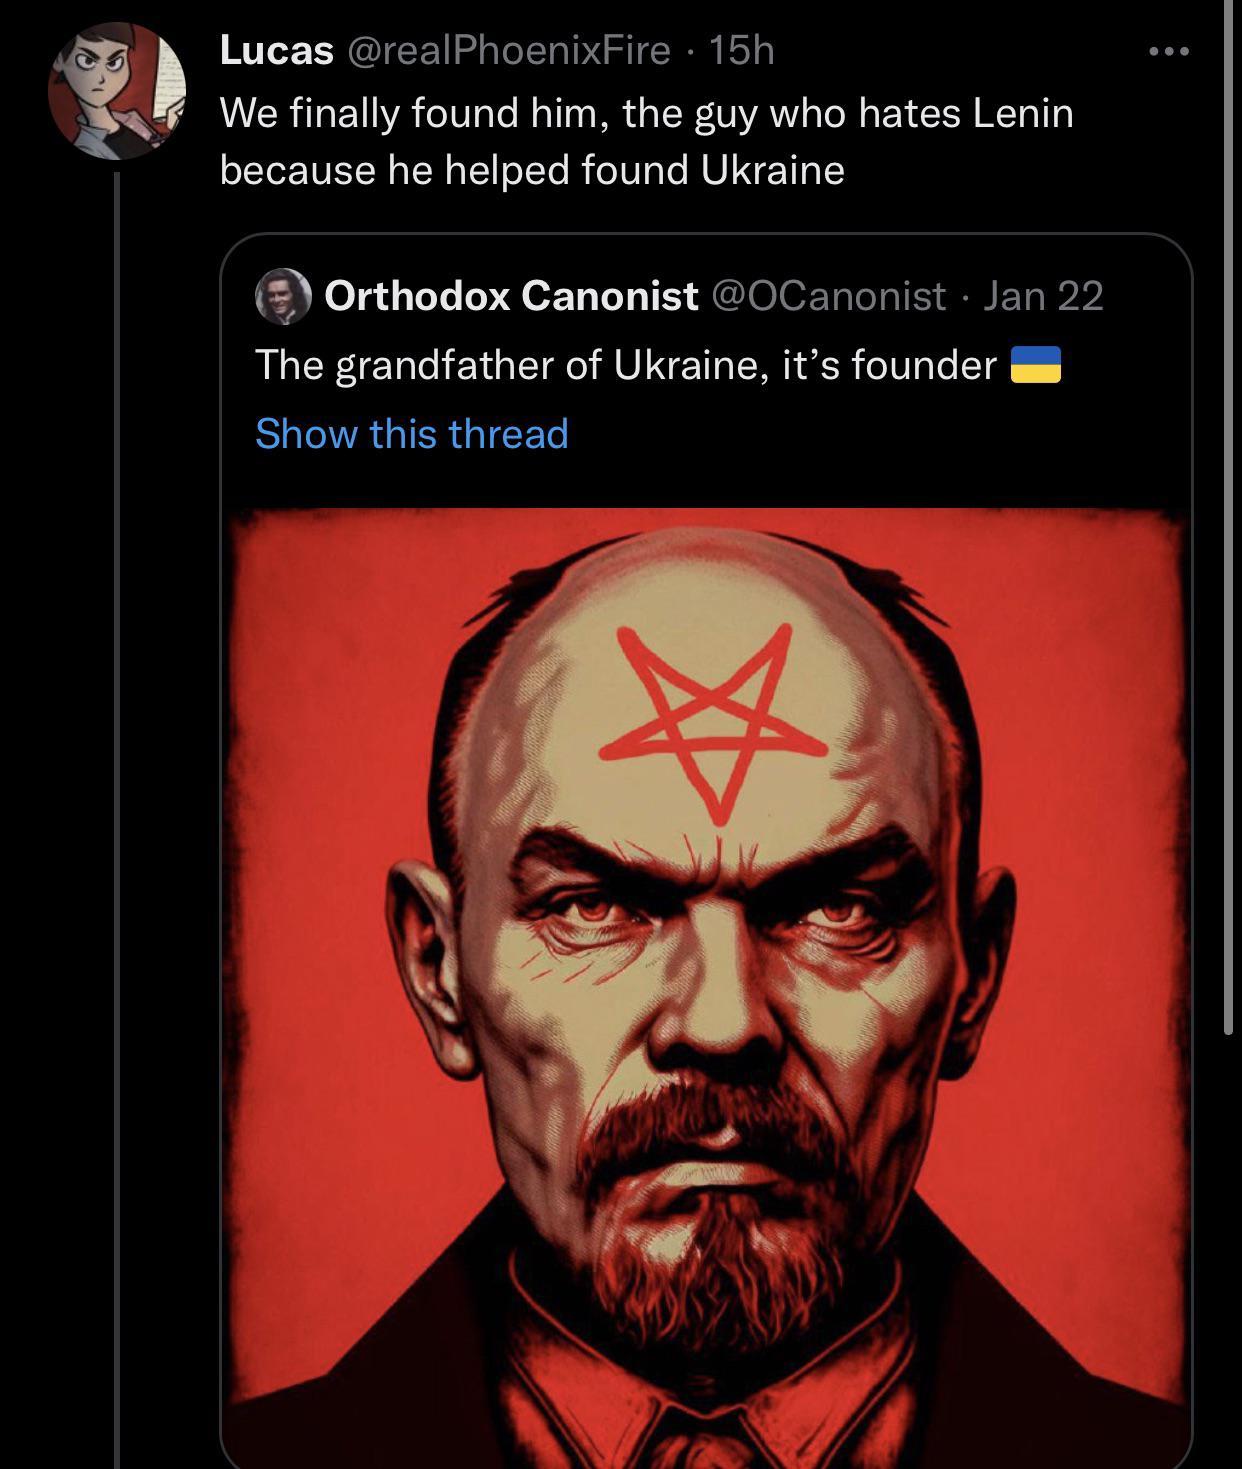 Lucas @realPhoenixFire · 15h
We finally found him, the guy who hates Lenin
because he helped found Ukraine
Orthodox Canonist @OCanonist · Jan 22
The grandfather of Ukraine, it’s founder 🇺🇦
Show this thread